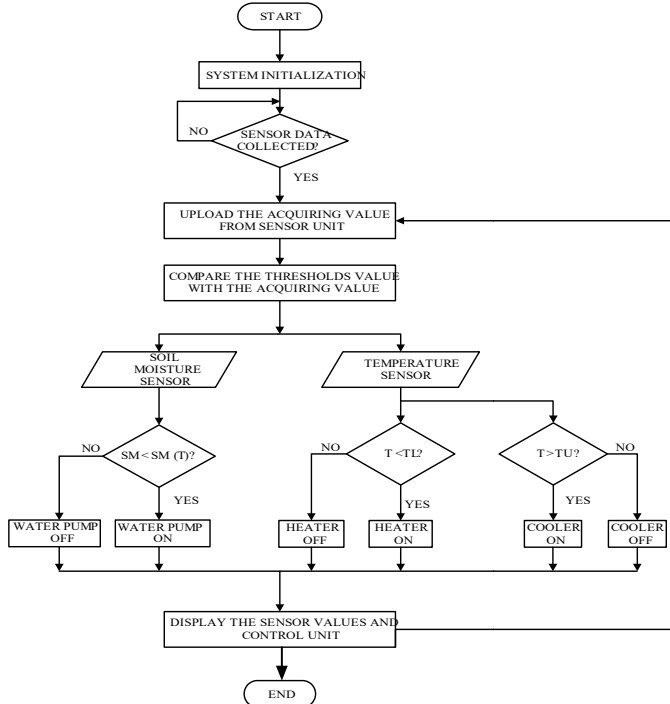 START
SYSTEM INITIALIZATION
NO
SENSOR DATA
COLLECTED?
YES
UPLOAD THE ACQUIRING VALUE
FROM SENSOR UNIT
COMPARE THE THRESHOLDS VALUE
WITH THE ACQUIRING VALUE
SOIL
MOISTURE
SENSOR
TEMPERATURE
SENSOR
NO
SM< SM (T)?
YES
NO
T <TL?
YES
T >TU?
NO
YES
WATER PUMP
OFF
WATER PUMP
ON
HEATER
OFF
HEATER
ON
COOLER
ON
COOLER
OFF
DISPLAY THE SENSOR VALUES AND
CONTROL UNIT
END